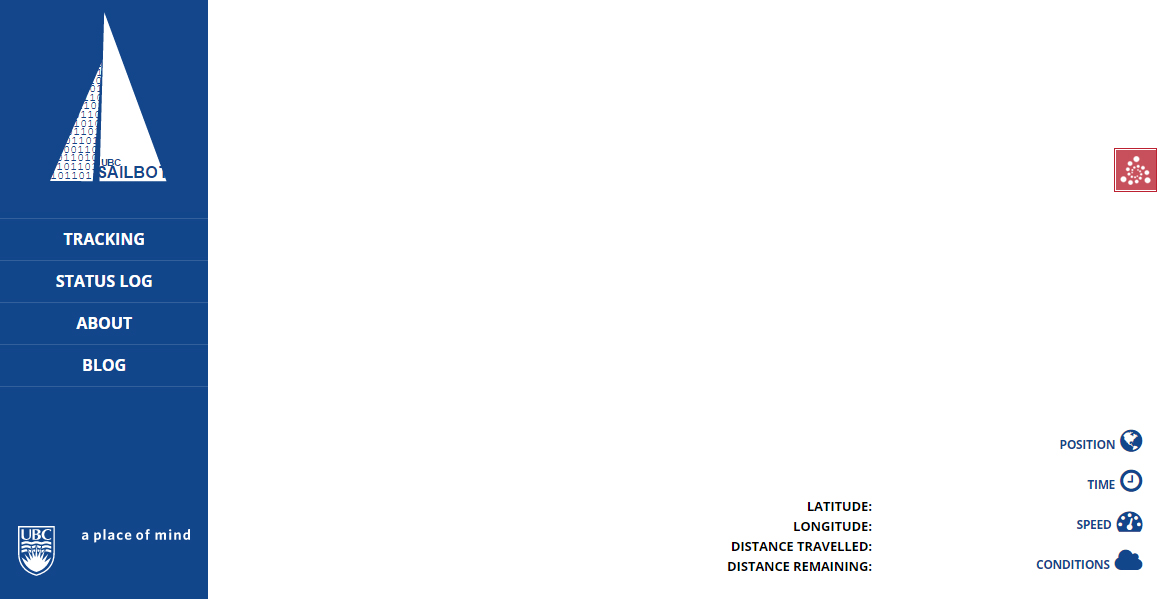 UBC
SAILBOT
TRACKING
STATUS LOG
ABOUT
BLOG
UBC
a place of mind
POSITION
TIME
SPEED
CONDITIONS
LATITUDE:
LONGITUDE:
DISTANCE TRAVELLED:
DISTANCE REMAINING: